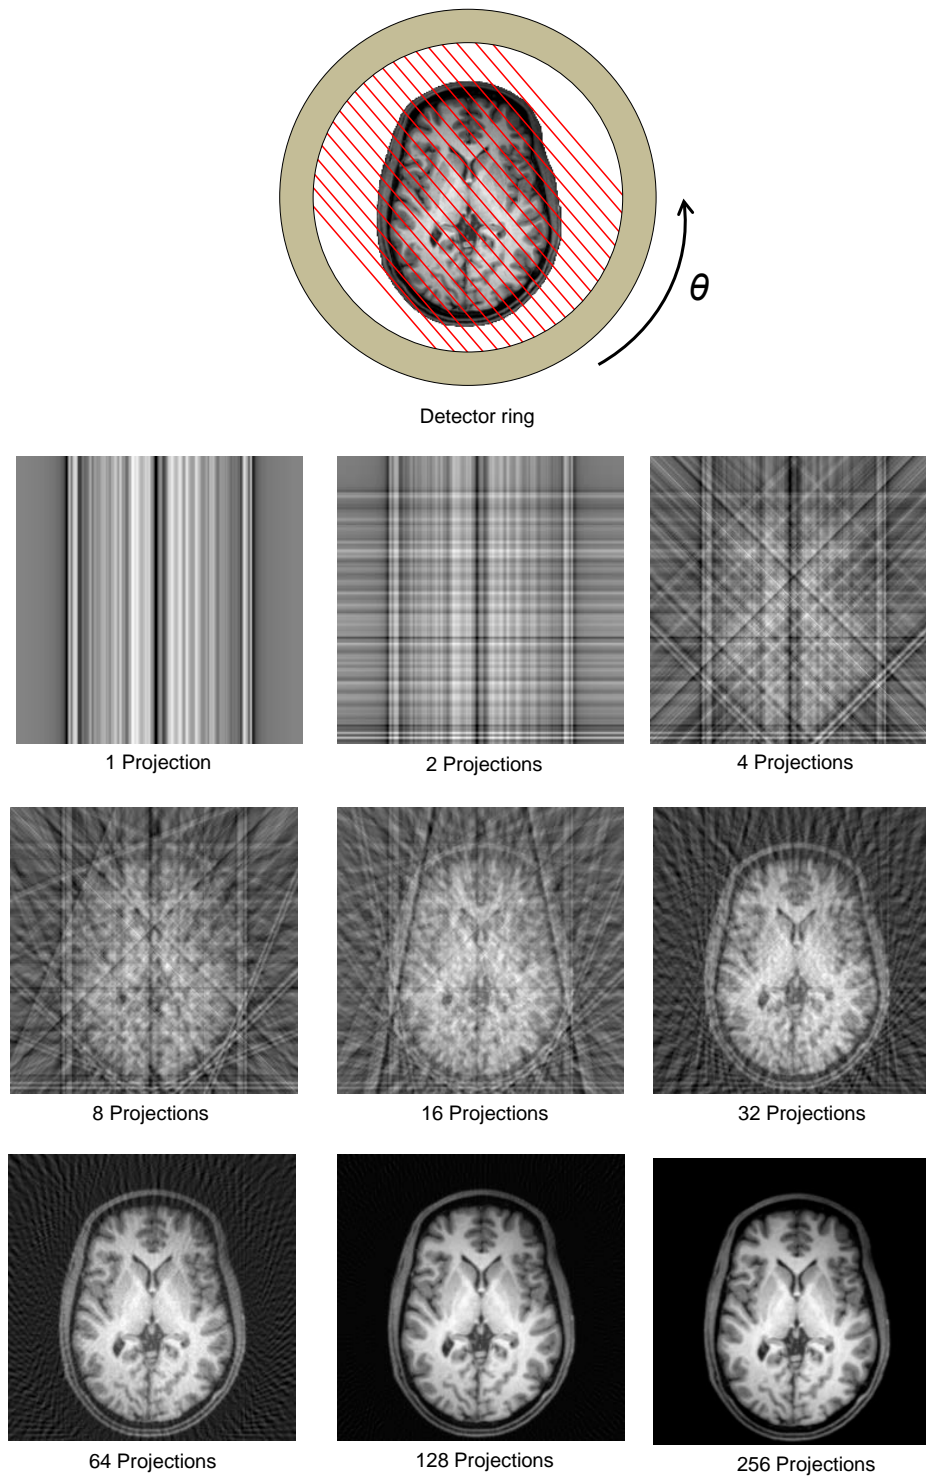 θ
Detector ring
1 Projection
2 Projections
4 Projections
8 Projections
16 Projections
32 Projections
64 Projections
128 Projections
256 Projections